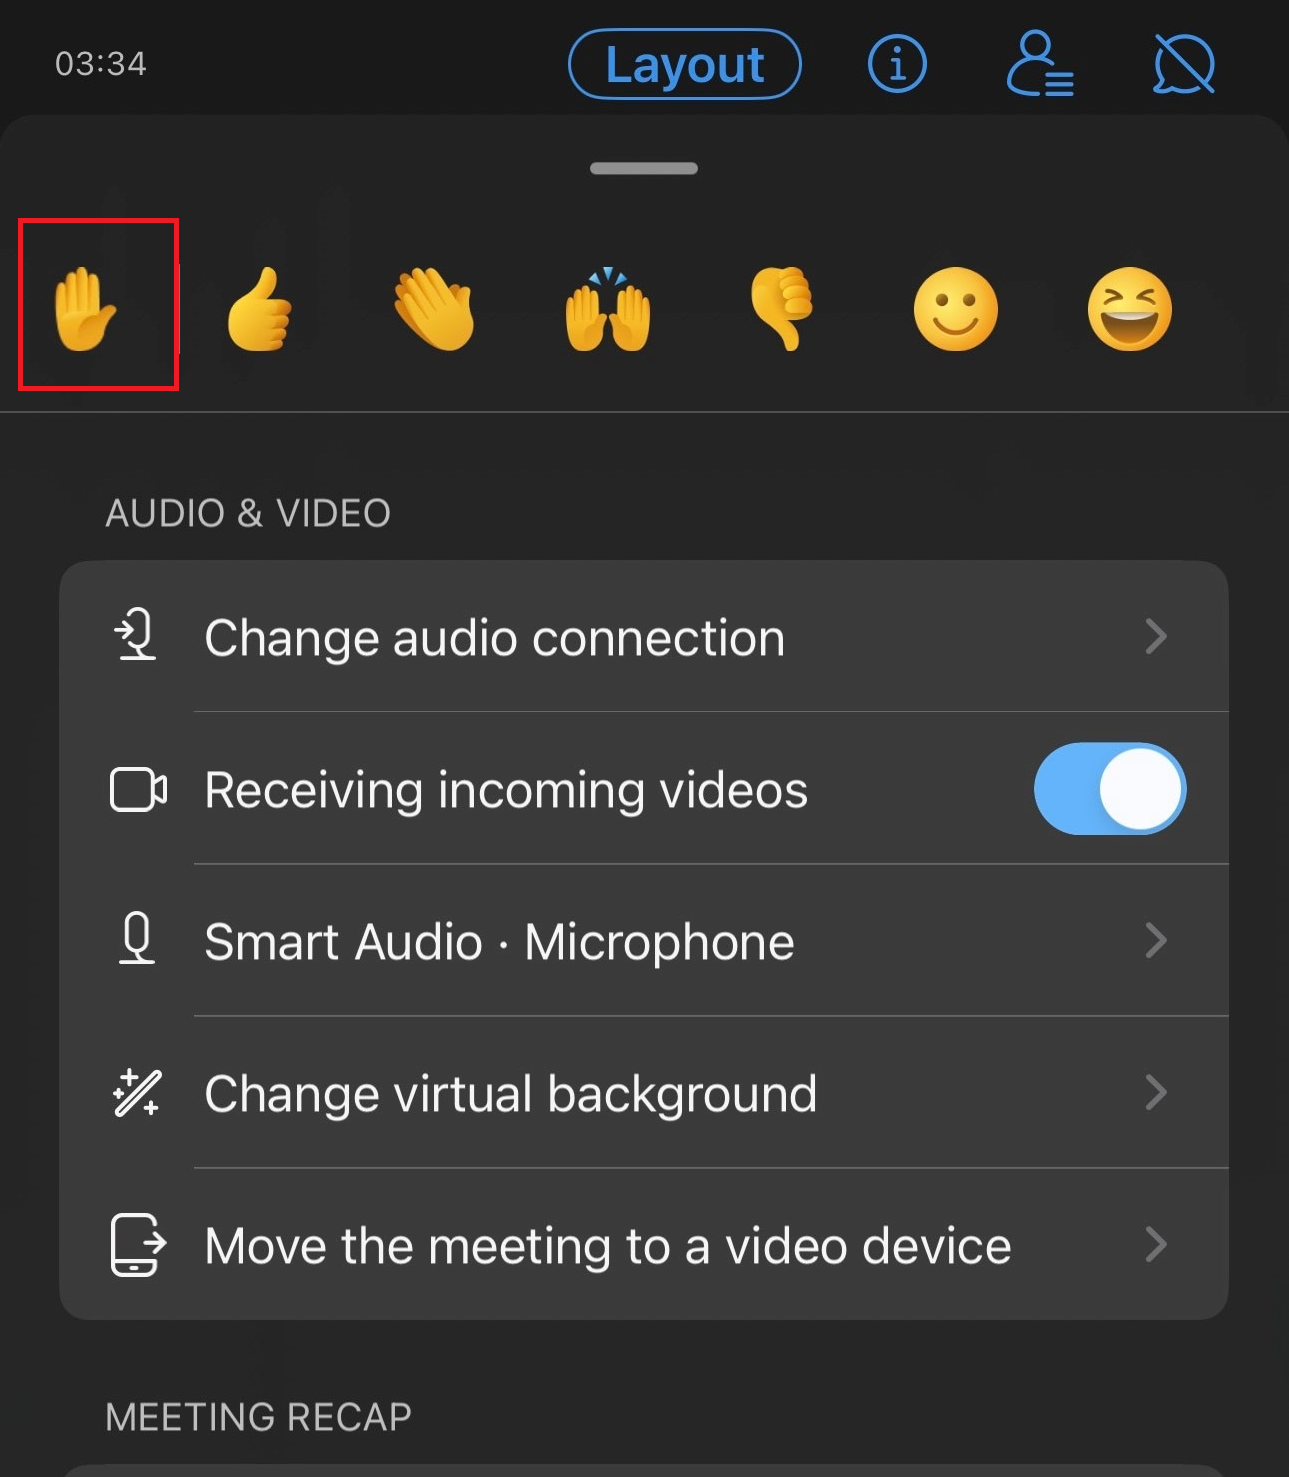 03:34
Layout
AUDIO & VIDEO
Change audio connection
Receiving incoming videos
Smart Audio · Microphone
Change virtual background
Move the meeting to a video device
MEETING RECAP